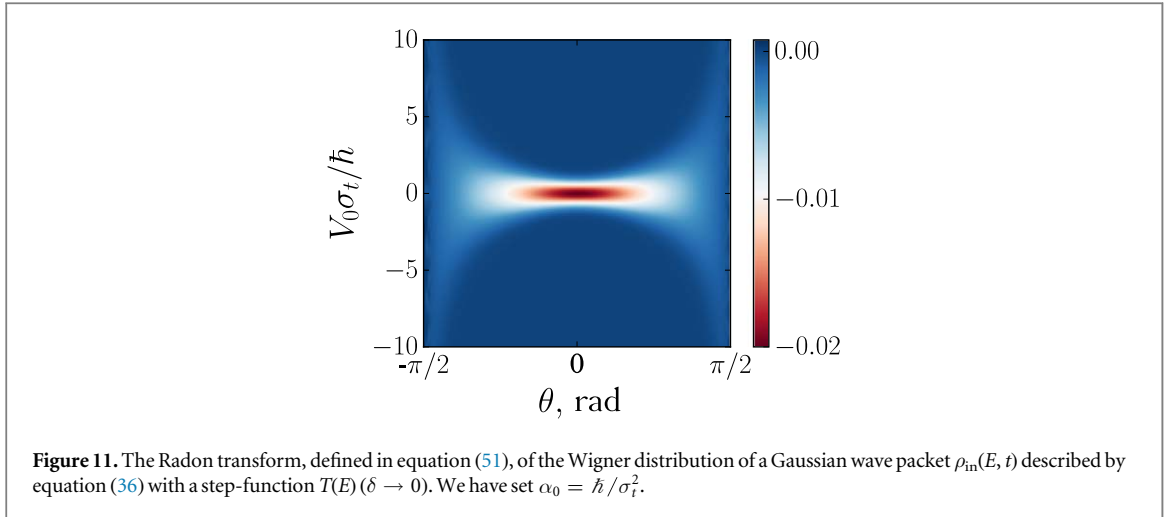 10
5
0
−5
−10
V₀σₜ/ħ
-π/2
0
π/2
θ, rad
0.00
−0.01
−0.02
Figure 11. The Radon transform, defined in equation (51), of the Wigner distribution of a Gaussian wave packet ρᵢₙ(E, t) described by
equation (36) with a step-function T(E) (δ → 0). We have set α₀ = ħ/σₜ².